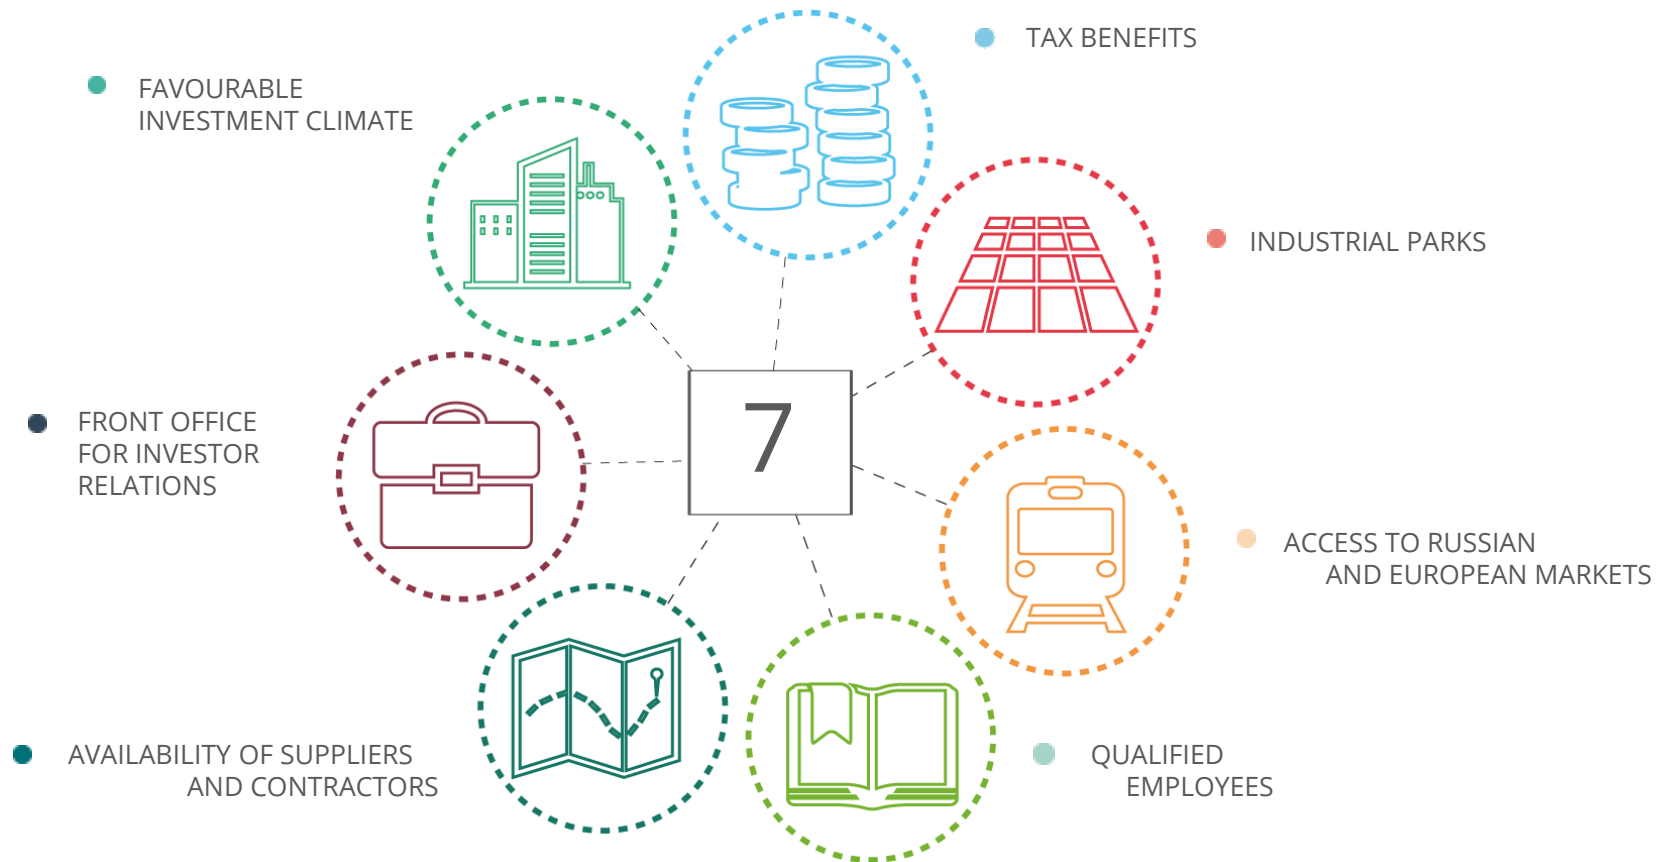 TAX BENEFITS
FAVOURABLE
INVESTMENT CLIMATE
INDUSTRIAL PARKS
7
FRONT OFFICE
FOR INVESTOR
RELATIONS
ACCESS TO RUSSIAN
AND EUROPEAN MARKETS
AVAILABILITY OF SUPPLIERS
AND CONTRACTORS
QUALIFIED
EMPLOYEES